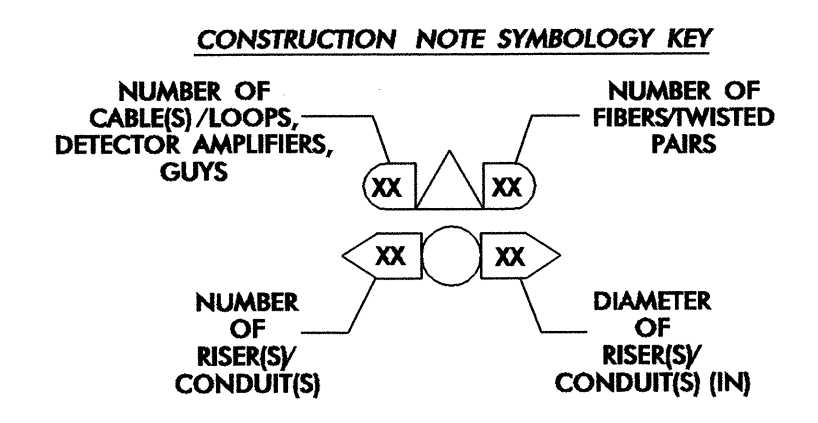 CONSTRUCTION NOTE SYMBOLOGY KEY
NUMBER OF
CABLE(S)/LOOPS,
DETECTOR AMPLIFIERS,
GUYS
NUMBER OF
FIBERS/TWISTED
PAIRS
XX
XX
XX
XX
NUMBER
OF
RISER(S)/
CONDUIT(S)
DIAMETER
OF
RISER(S)/
CONDUIT(S) (IN)